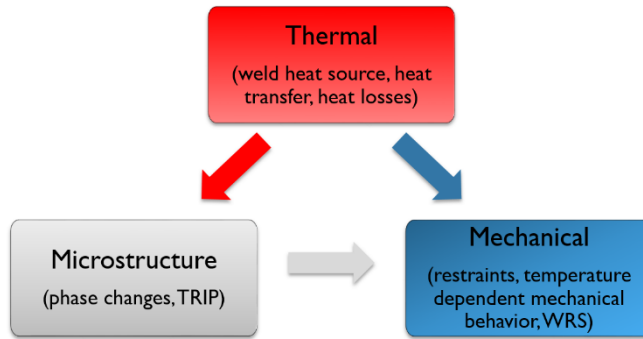 Thermal
(weld heat source, heat
transfer, heat losses)
Microstructure
(phase changes, TRIP)
Mechanical
(restraints, temperature
dependent mechanical
behavior, WRS)